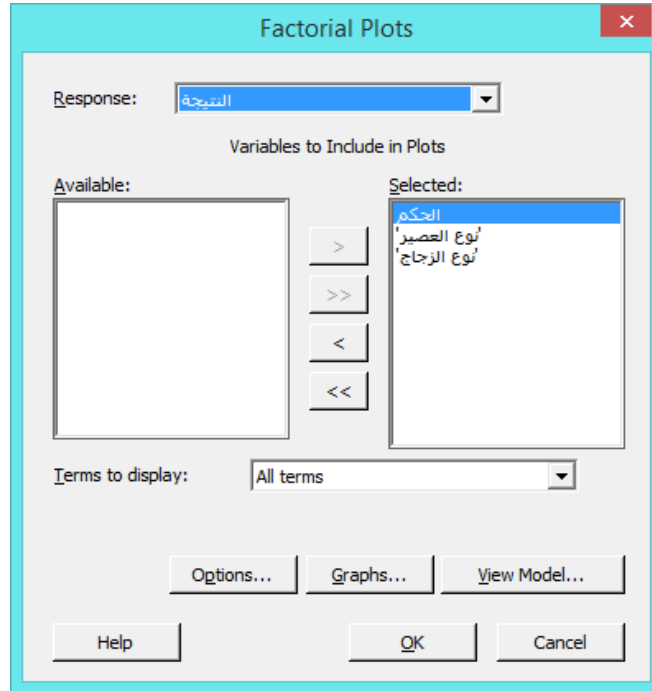 Factorial Plots
Response: النتيجة
Variables to Include in Plots
Available:
Selected:
الحكم
'نوع العصير'
'نوع الزجاج'
>
>>
<
<<
Terms to display: All terms
Options... Graphs... View Model...
Help OK Cancel